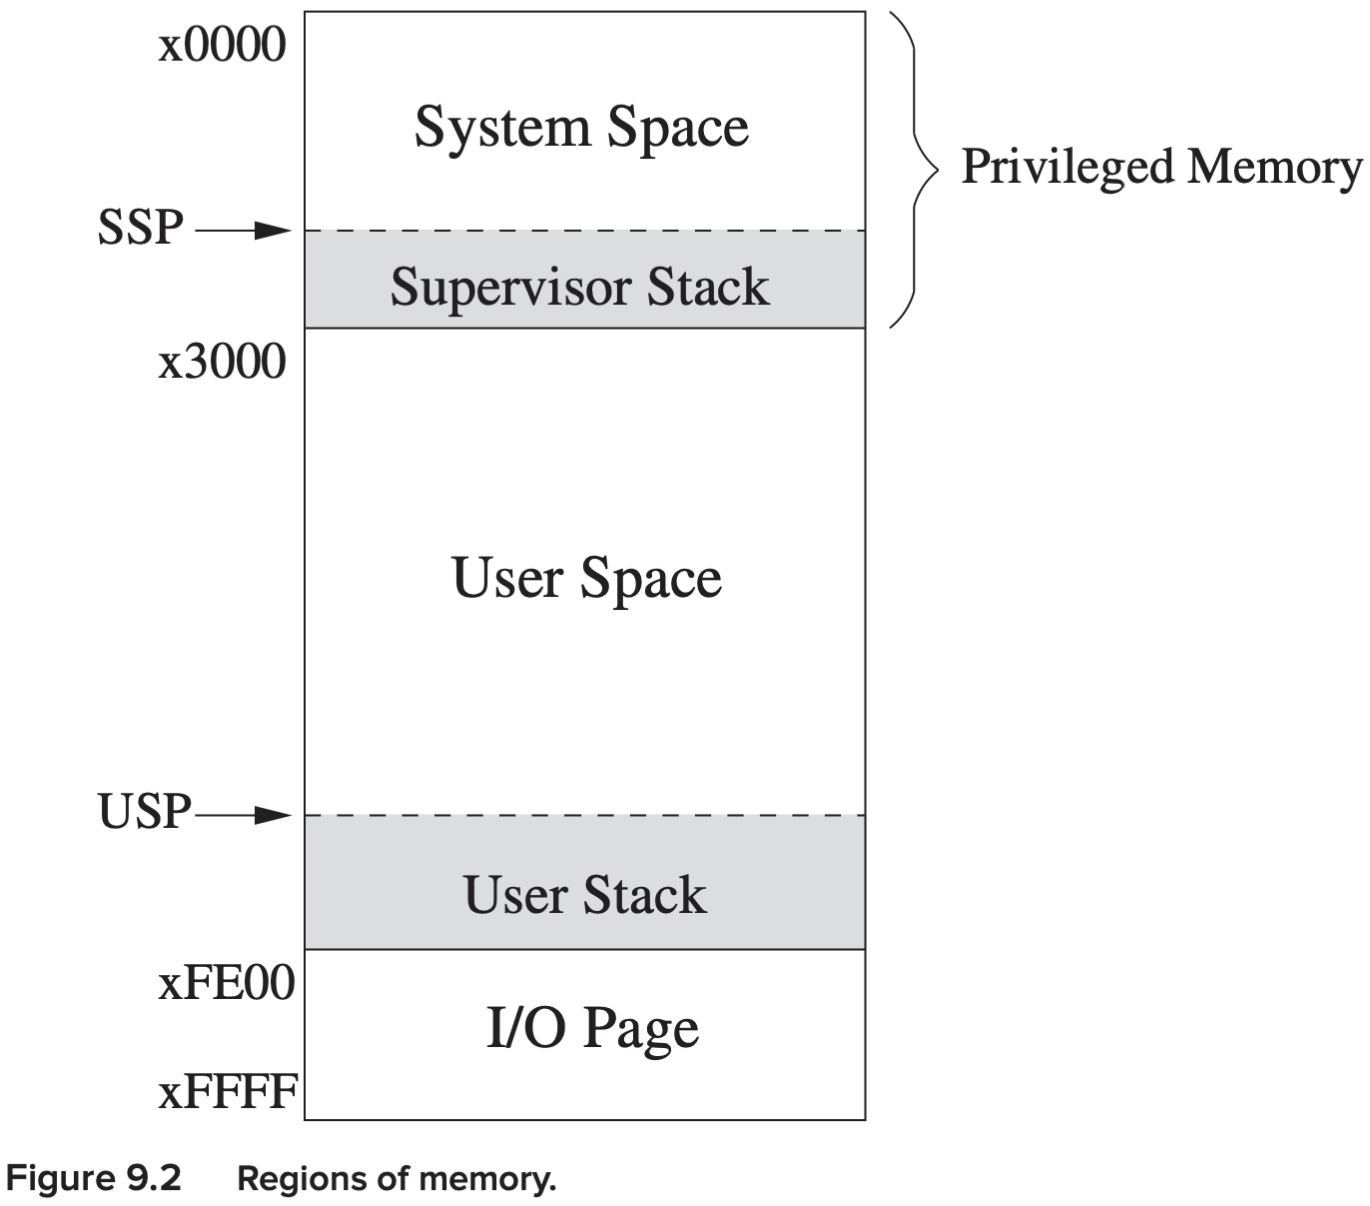 x0000
System Space
Privileged Memory
SSP
Supervisor Stack
x3000
User Space
USP
User Stack
xFE00
I/O Page
xFFFF
Figure 9.2 Regions of memory.